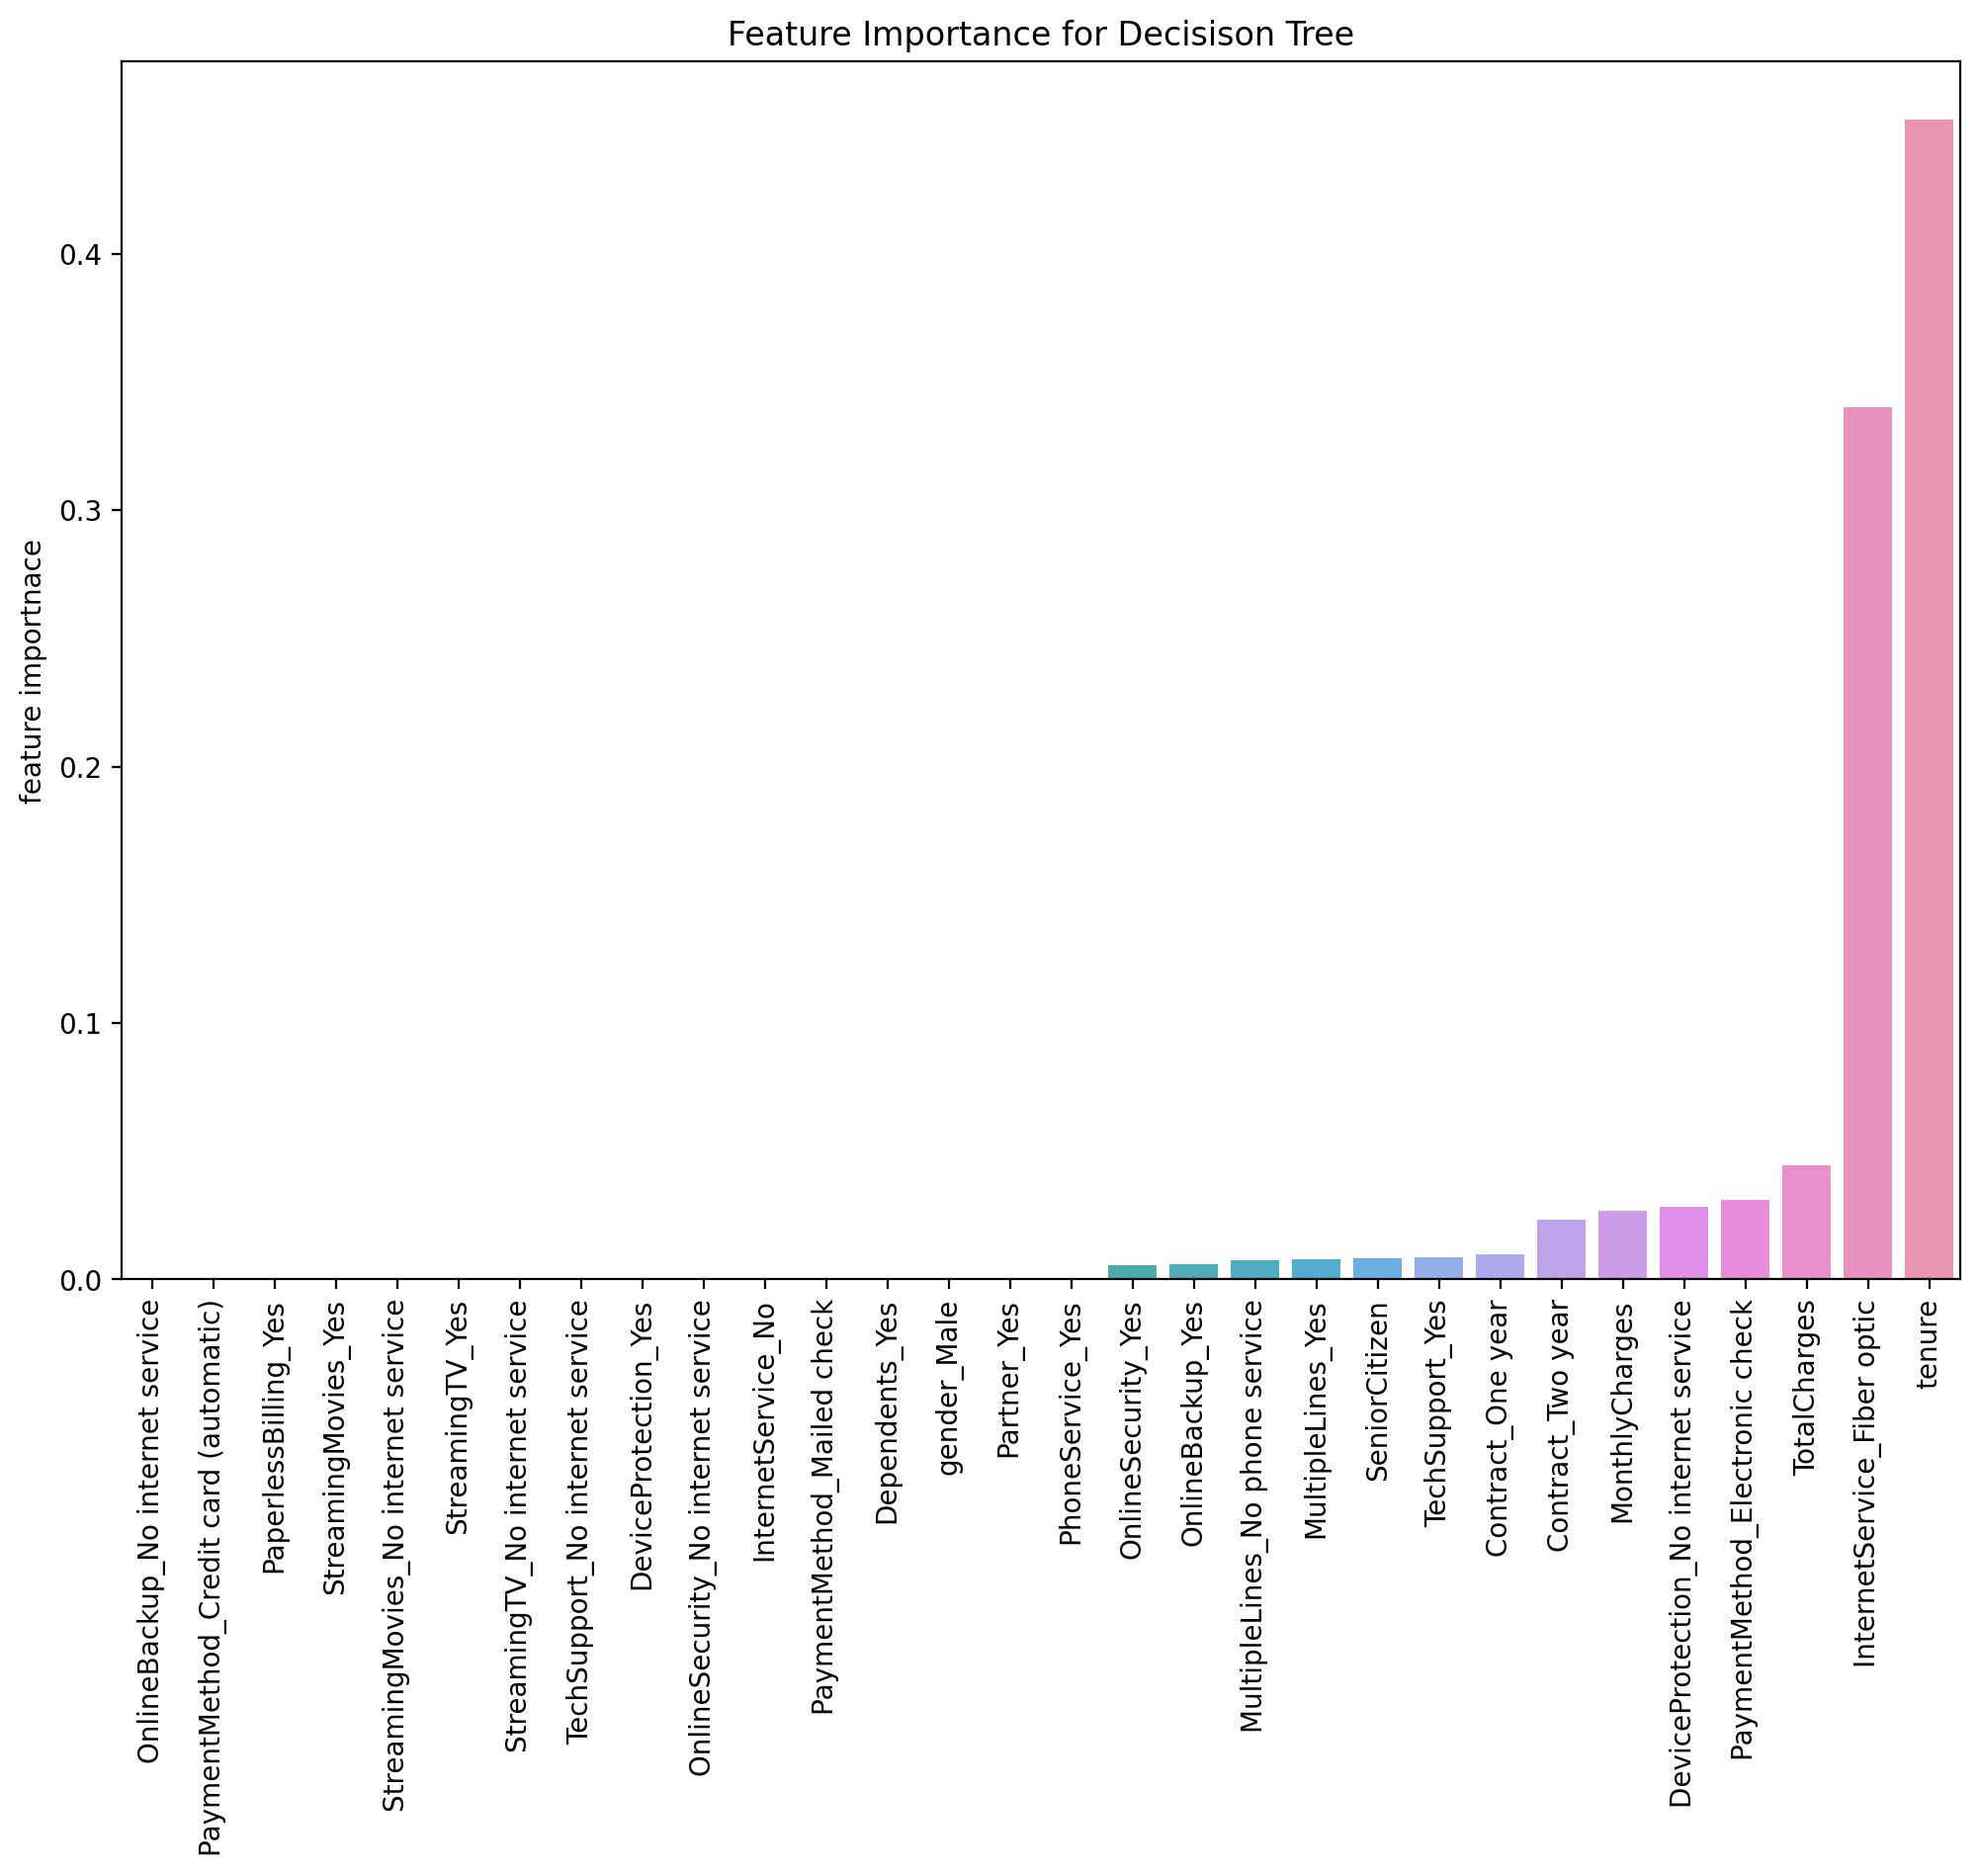 Feature Importance for Decisison Tree
feature importnace
0.4
0.3
0.2
0.1
0.0
OnlineBackup_No internet service
PaymentMethod_Credit card (automatic)
PaperlessBilling_Yes
StreamingMovies_Yes
StreamingMovies_No internet service
StreamingTV_Yes
StreamingTV_No internet service
TechSupport_No internet service
DeviceProtection_Yes
OnlineSecurity_No internet service
InternetService_No
PaymentMethod_Mailed check
Dependents_Yes
gender_Male
Partner_Yes
PhoneService_Yes
OnlineSecurity_Yes
OnlineBackup_Yes
MultipleLines_No phone service
MultipleLines_Yes
SeniorCitizen
TechSupport_Yes
Contract_One year
Contract_Two year
MonthlyCharges
DeviceProtection_No internet service
PaymentMethod_Electronic check
TotalCharges
InternetService_Fiber optic
tenure